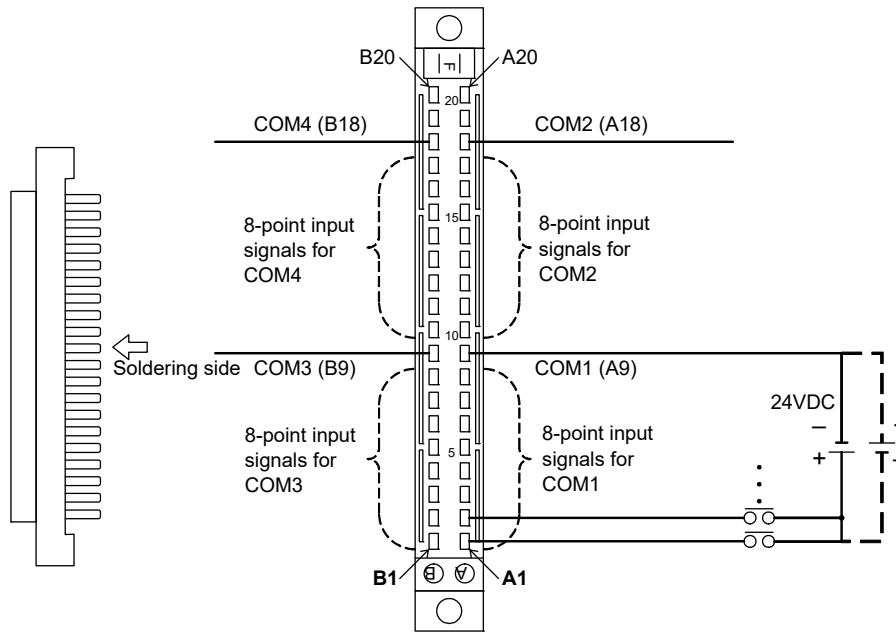 B20
A20
F
20
COM4 (B18)
COM2 (A18)
8-point input
signals for
COM4
15
8-point input
signals for
COM2
10
Soldering side
COM3 (B9)
COM1 (A9)
24VDC
–
+
8-point input
signals for
COM3
5
8-point input
signals for
COM1
B1
B
A
A1